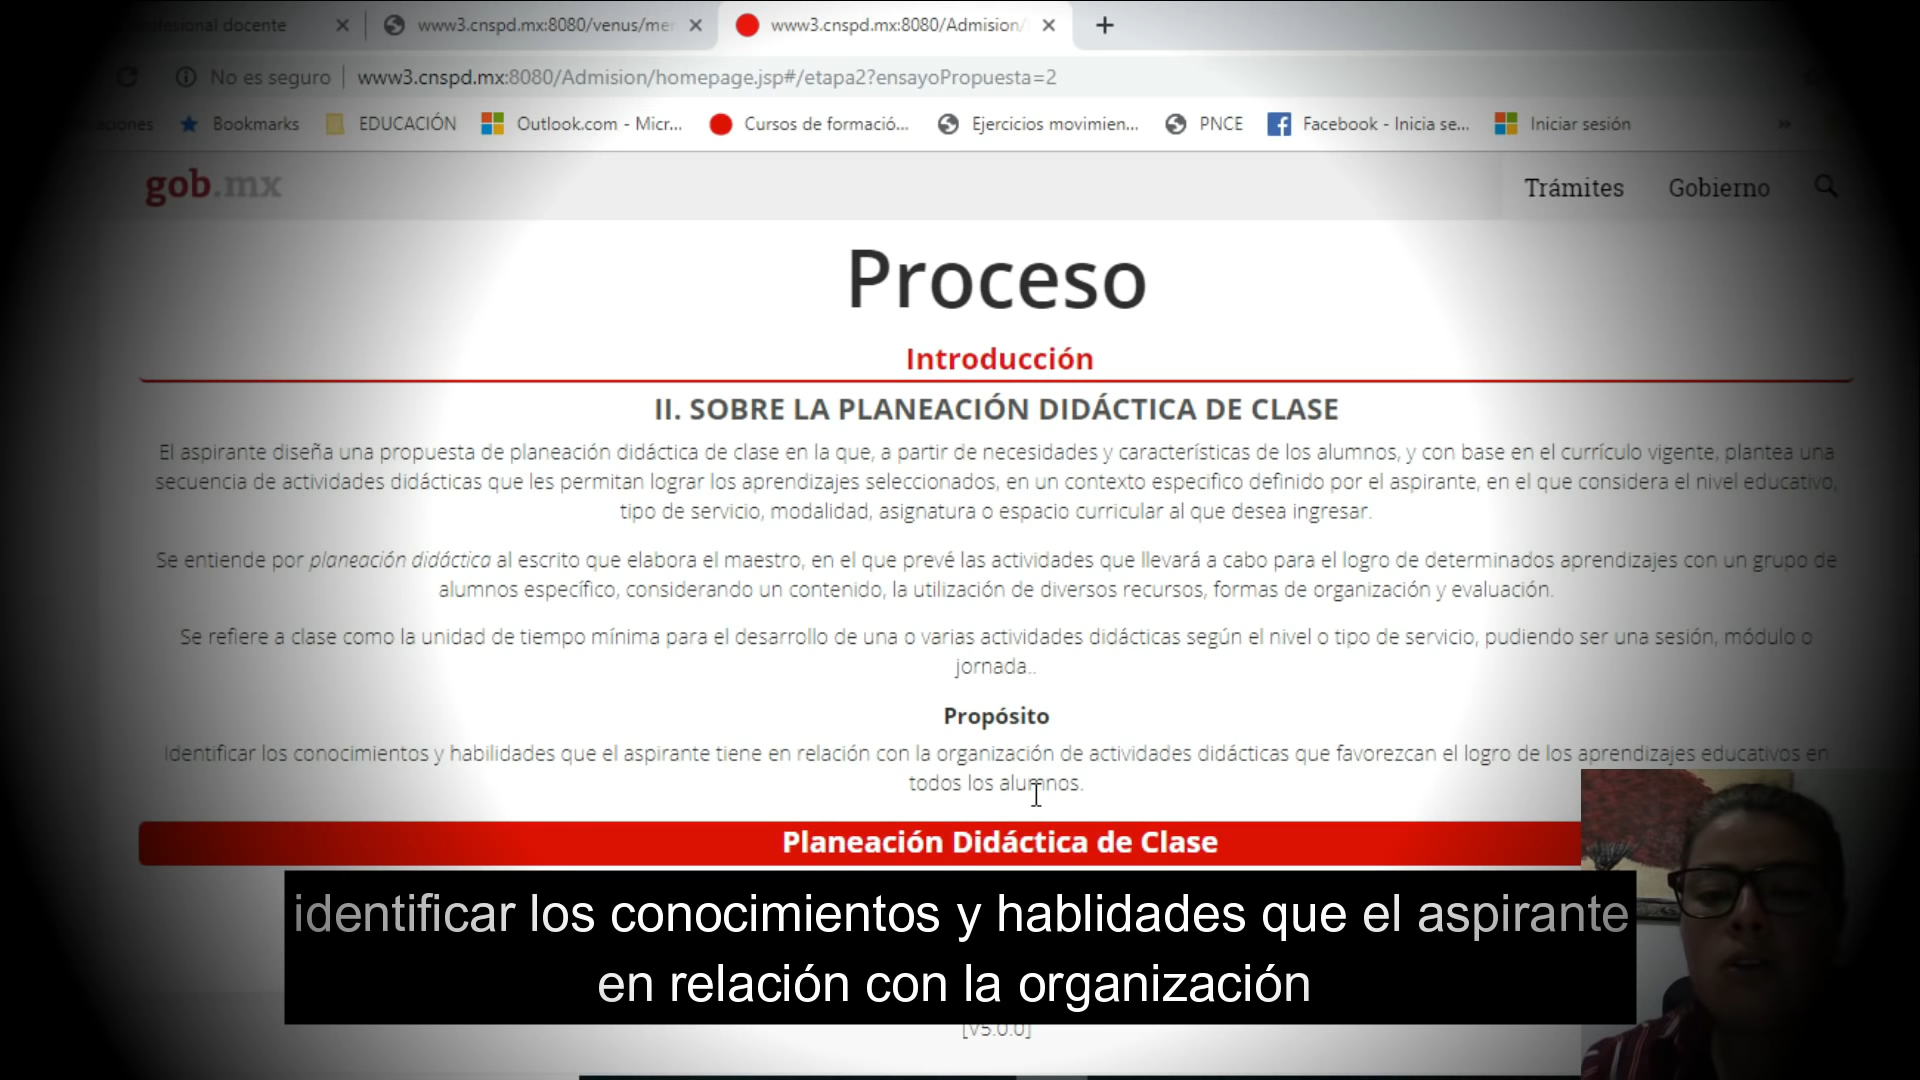 fesional docente
www3.cnspd.mx:8080/venus/mer
www3.cnspd.mx:8080/Admision/
No es seguro
www3.cnspd.mx:8080/Admision/homepage.jsp#/etapa2?ensayoPropuesta=2
aciones
Bookmarks
EDUCACIÓN
Outlook.com - Micr...
Cursos de formació...
Ejercicios movimien...
PNCE
Facebook - Inicia se...
Iniciar sesión
»
gob.mx
Trámites
Gobierno
Proceso
Introducción
II. SOBRE LA PLANEACIÓN DIDÁCTICA DE CLASE
El aspirante diseña una propuesta de planeación didáctica de clase en la que, a partir de necesidades y características de los alumnos, y con base en el currículo vigente, plantea una
secuencia de actividades didácticas que les permitan lograr los aprendizajes seleccionados, en un contexto especifico definido por el aspirante, en el que considera el nivel educativo,
tipo de servicio, modalidad, asignatura o espacio curricular al que desea ingresar.
Se entiende por planeación didáctica al escrito que elabora el maestro, en el que prevé las actividades que llevará a cabo para el logro de determinados aprendizajes con un grupo de
alumnos específico, considerando un contenido, la utilización de diversos recursos, formas de organización y evaluación.
Se refiere a clase como la unidad de tiempo mínima para el desarrollo de una o varias actividades didácticas según el nivel o tipo de servicio, pudiendo ser una sesión, módulo o
jornada..
Propósito
Identificar los conocimientos y habilidades que el aspirante tiene en relación con la organización de actividades didácticas que favorezcan el logro de los aprendizajes educativos en
todos los alumnos.
Planeación Didáctica de Clase
identificar los conocimientos y hablidades que el aspirante
en relación con la organización
[v5.0.0]